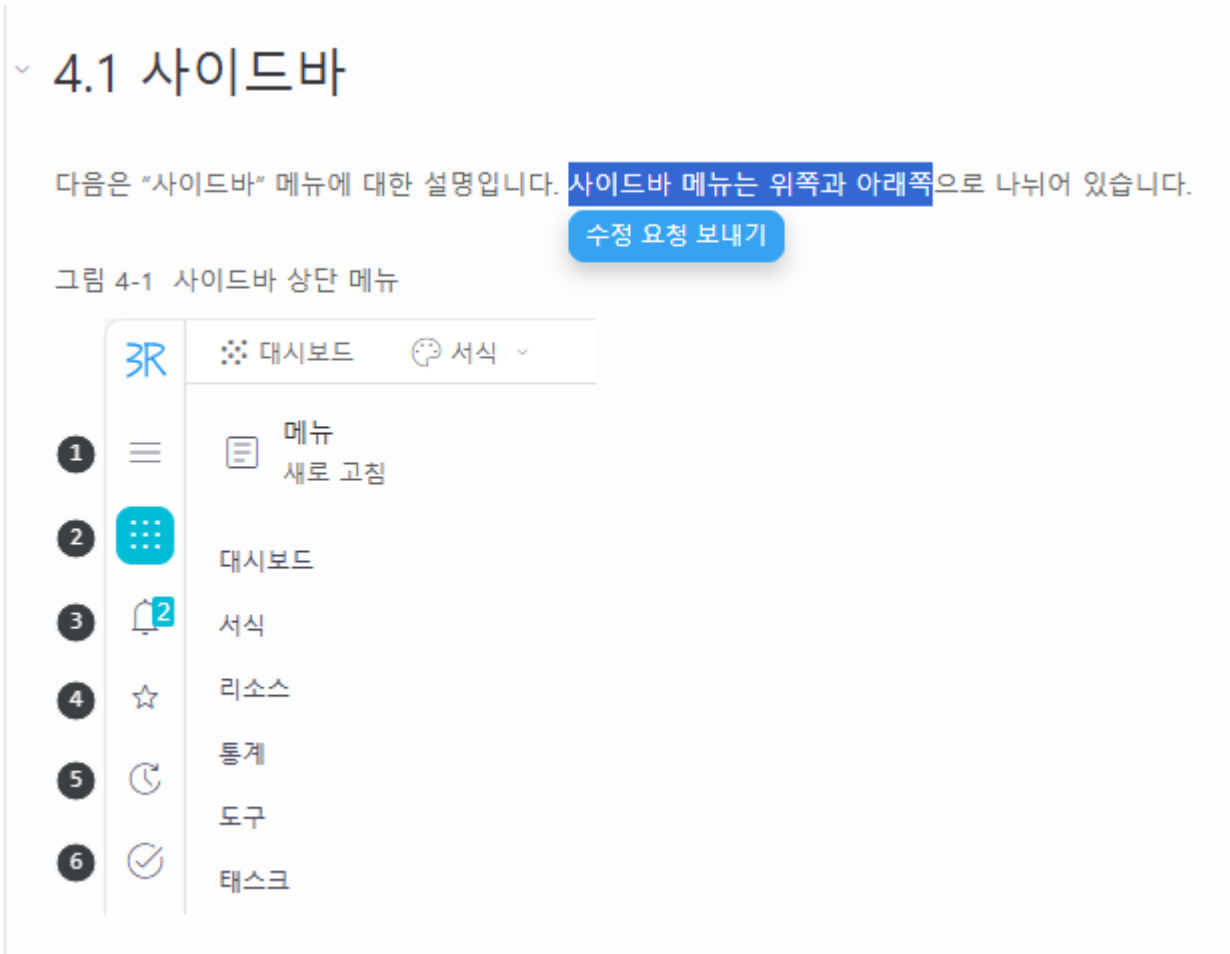 4.1 사이드바
다음은 "사이드바" 메뉴에 대한 설명입니다. 사이드바 메뉴는 위쪽과 아래쪽으로 나뉘어 있습니다.
수정 요청 보내기
그림 4-1 사이드바 상단 메뉴
3R 대시보드 서식
1 메뉴
새로 고침
2
대시보드
3 2 서식
4 리소스
통계
5
도구
6
태스크